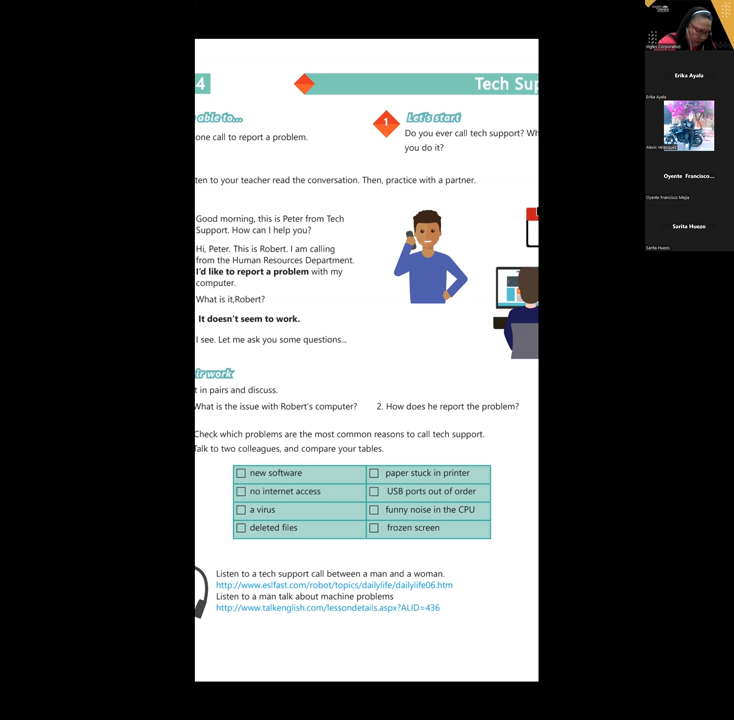 4
Tech Sup
able to...
one call to report a problem.
1
Let's start
Do you ever call tech support? Wh
you do it?
ten to your teacher read the conversation. Then, practice with a partner.
Good morning, this is Peter from Tech
Support. How can I help you?
Hi, Peter. This is Robert. I am calling
from the Human Resources Department.
I'd like to report a problem with my
computer.
What is it,Robert?
It doesn't seem to work.
I see. Let me ask you some questions...
ir work
t in pairs and discuss.
What is the issue with Robert's computer?
2. How does he report the problem?
Check which problems are the most common reasons to call tech support.
Talk to two colleagues, and compare your tables.
new software
paper stuck in printer
no internet access
USB ports out of order
a virus
funny noise in the CPU
deleted files
frozen screen
Listen to a tech support call between a man and a woman.
http://www.eslfast.com/robot/topics/dailylife/dailylife06.htm
Listen to a man talk about machine problems
http://www.talkenglish.com/lessondetails.aspx?ALID=436
Ingles Corporativo
Erika Ayala
Erika Ayala
Alexis Velasquez
Oyente Francisco...
Oyente Francisco Mejia
Sarita Huezo
Sarita Huezo